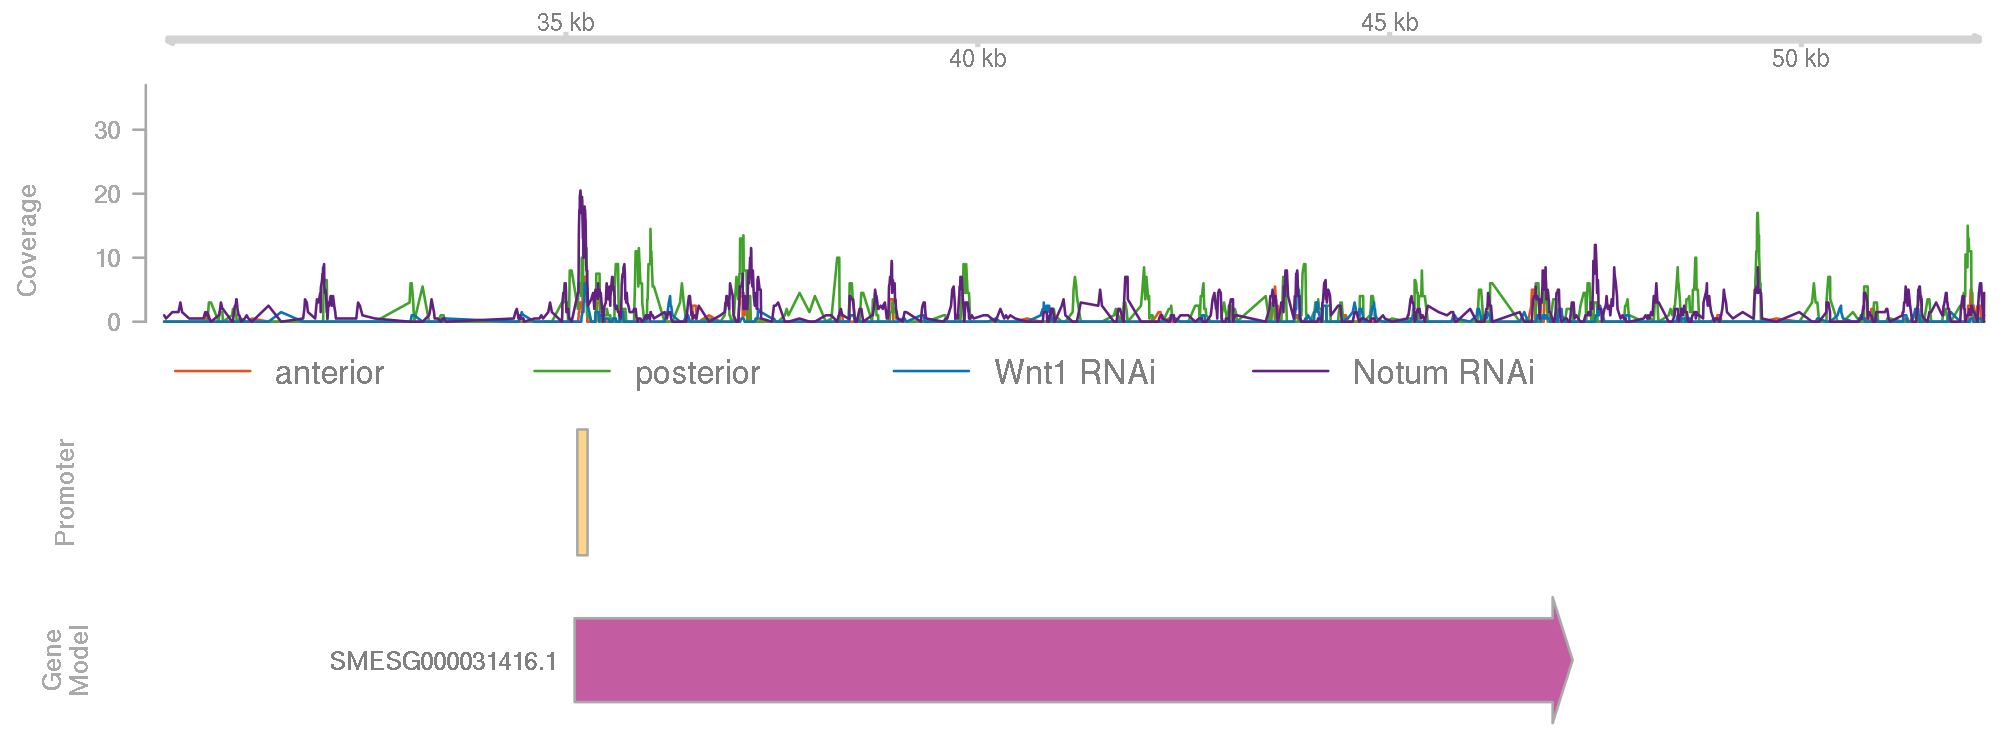 35 kb
45 kb
40 kb
50 kb
Coverage
30
20
10
0
anterior
posterior
Wnt1 RNAi
Notum RNAi
Promoter
Gene
Model
SMESG000031416.1